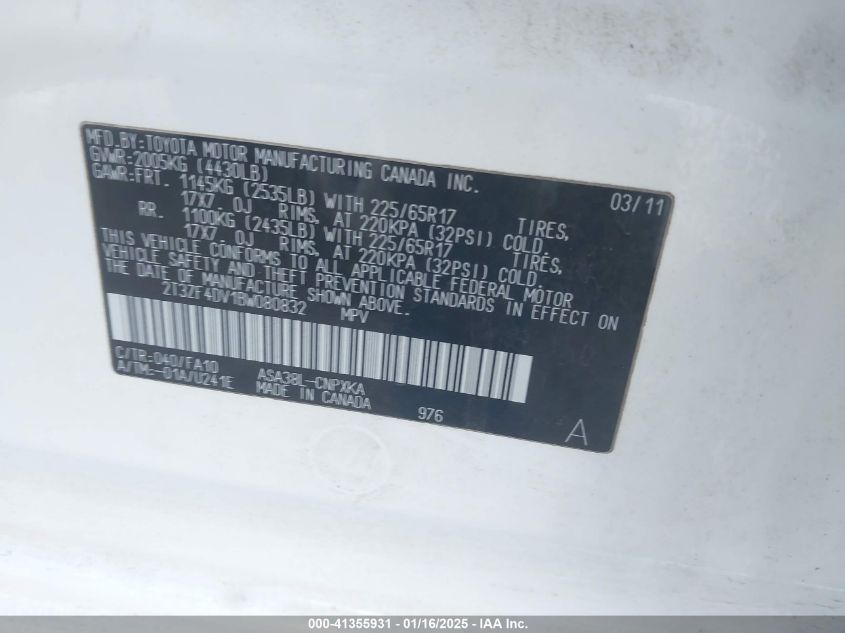 MFD.BY:TOYOTA MOTOR MANUFACTURING CANADA INC. 03/11
GVWR:2005KG (4430LB)
GAWR:FRT. 1145KG (2535LB) WITH 225/65R17 TIRES,
17X7.0J RIMS, AT 220KPA (32PSI) COLD
RR. 1100KG (2435LB) WITH 225/65R17 TIRES,
17X7.0J RIMS, AT 220KPA (32PSI) COLD
THIS VEHICLE CONFORMS TO ALL APPLICABLE FEDERAL MOTOR
VEHICLE SAFETY AND THEFT PREVENTION STANDARDS IN EFFECT ON
THE DATE OF MANUFACTURE SHOWN ABOVE.
2T3ZF4DV1BW080832 MPV
C/TR:040/FA10 ASA38L-CNPXKA
A/TM:-01A/U241E MADE IN CANADA 976
A
000-41355931 - 01/16/2025 - IAA Inc.